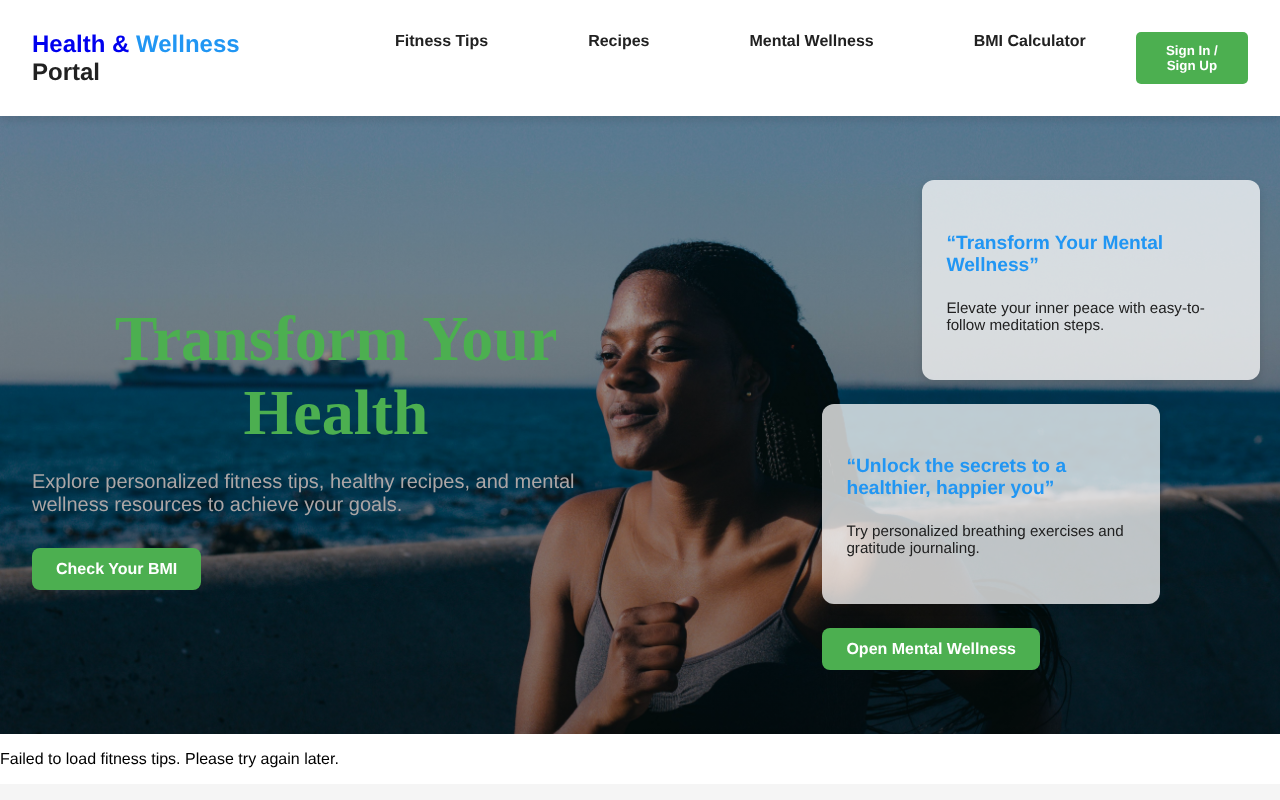 Health & Wellness
Portal
Fitness Tips
Recipes
Mental Wellness
BMI Calculator
Sign In /
Sign Up
Transform Your
Health
Explore personalized fitness tips, healthy recipes, and mental
wellness resources to achieve your goals.
Check Your BMI
“Transform Your Mental
Wellness”
Elevate your inner peace with easy-to-
follow meditation steps.
“Unlock the secrets to a
healthier, happier you”
Try personalized breathing exercises and
gratitude journaling.
Open Mental Wellness
Failed to load fitness tips. Please try again later.